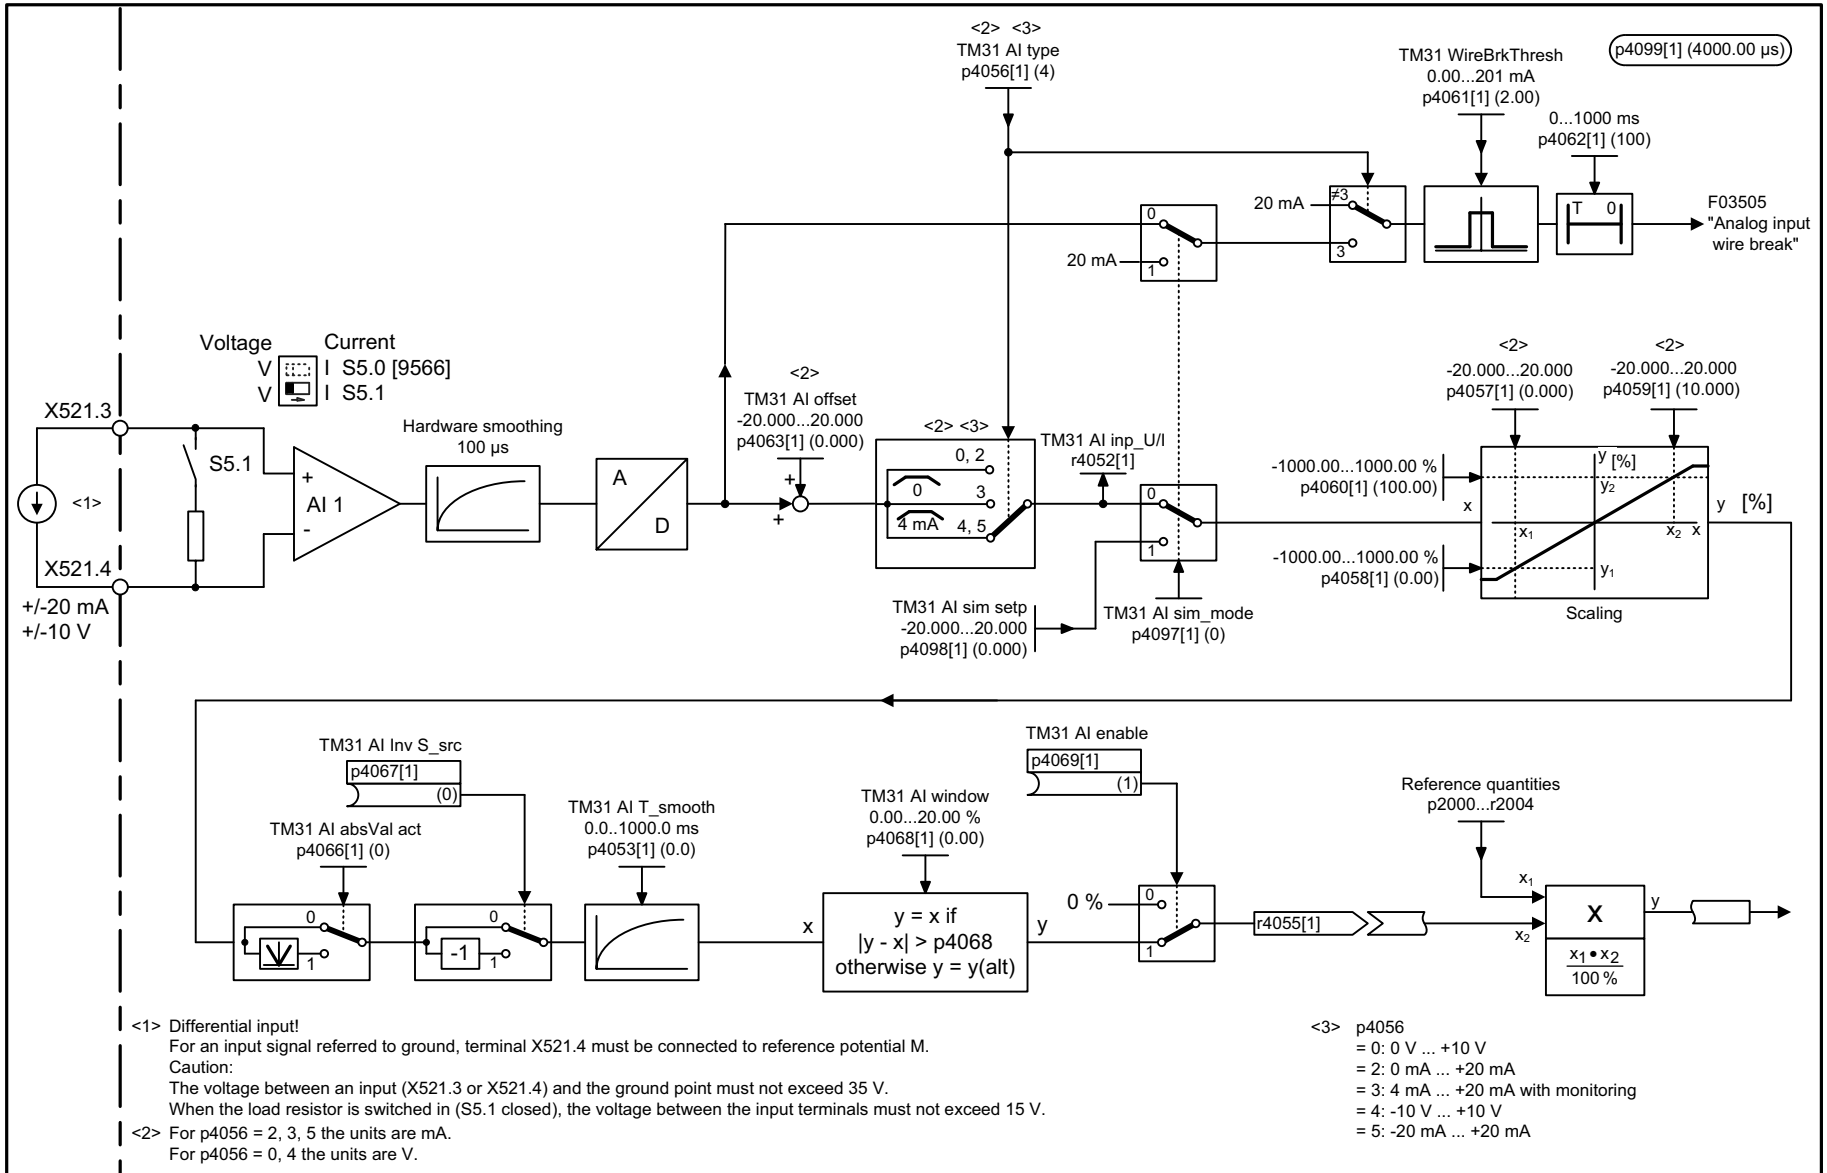 <2> <3>
TM31 AI type
p4056[1] (4)
TM31 WireBrkThresh
0.00...201 mA
p4061[1] (2.00)
p4099[1] (4000.00 µs)
0...1000 ms
p4062[1] (100)
20 mA
≠3
3
T 0
F03505
"Analog input
wire break"
0
20 mA
1
Voltage Current
V I S5.0 [9566]
V I S5.1
X521.3
S5.1
<1>
X521.4
+/-20 mA
+/-10 V
+
AI 1
-
Hardware smoothing
100 µs
A
D
<2>
TM31 AI offset
-20.000...20.000
p4063[1] (0.000)
+
+
<2> <3>
0, 2
0
3
4 mA
4, 5
TM31 AI inp_U/I
r4052[1]
0
1
TM31 AI sim setp
-20.000...20.000
p4098[1] (0.000)
TM31 AI sim_mode
p4097[1] (0)
<2>
-20.000...20.000
p4057[1] (0.000)
<2>
-20.000...20.000
p4059[1] (10.000)
-1000.00...1000.00 %
p4060[1] (100.00)
x
-1000.00...1000.00 %
p4058[1] (0.00)
y [%]
y2
x1
x2 x
y1
y [%]
Scaling
TM31 AI Inv S_src
p4067[1]
(0)
TM31 AI absVal act
p4066[1] (0)
0
1
0
-1
1
TM31 AI T_smooth
0.0..1000.0 ms
p4053[1] (0.0)
TM31 AI window
0.00...20.00 %
p4068[1] (0.00)
x
y = x if
|y - x| > p4068
otherwise y = y(alt)
y
TM31 AI enable
p4069[1]
(1)
0 %
0
1
r4055[1]
Reference quantities
p2000...r2004
x1
x2
X
x1 • x2
100 %
y
<1> Differential input!
For an input signal referred to ground, terminal X521.4 must be connected to reference potential M.
Caution:
The voltage between an input (X521.3 or X521.4) and the ground point must not exceed 35 V.
When the load resistor is switched in (S5.1 closed), the voltage between the input terminals must not exceed 15 V.
<2> For p4056 = 2, 3, 5 the units are mA.
For p4056 = 0, 4 the units are V.
<3> p4056
= 0: 0 V ... +10 V
= 2: 0 mA ... +20 mA
= 3: 4 mA ... +20 mA with monitoring
= 4: -10 V ... +10 V
= 5: -20 mA ... +20 mA